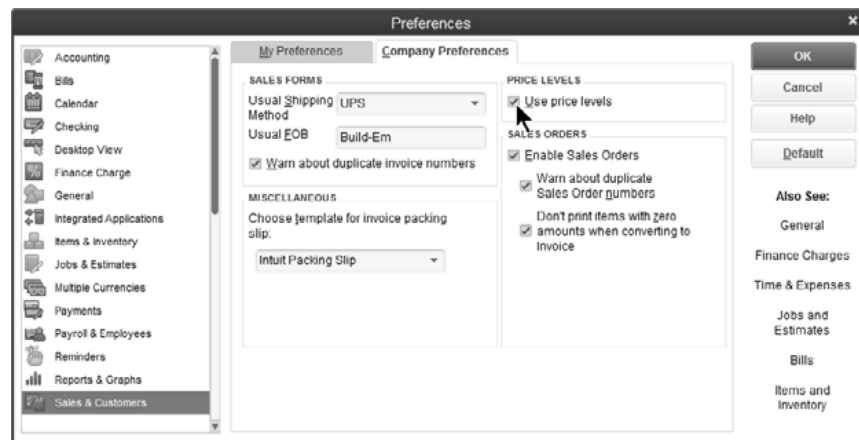 Preferences
Accounting
Bills
Calendar
Checking
Desktop View
Finance Charge
General
Integrated Applications
Items & Inventory
Jobs & Estimates
Multiple Currencies
Payments
Payroll & Employees
Reminders
Reports & Graphs
Sales & Customers
My Preferences
Company Preferences
SALES FORMS
Usual Shipping
Method
UPS
Usual FOB
Build-Em
Warn about duplicate invoice numbers
MISCELLANEOUS
Choose template for invoice packing
slip:
Intuit Packing Slip
PRICE LEVELS
Use price levels
SALES ORDERS
Enable Sales Orders
Warn about duplicate
Sales Order numbers
Don't print items with zero
amounts when converting to
Invoice
OK
Cancel
Help
Default
Also See:
General
Finance Charges
Time & Expenses
Jobs and
Estimates
Bills
Items and
Inventory